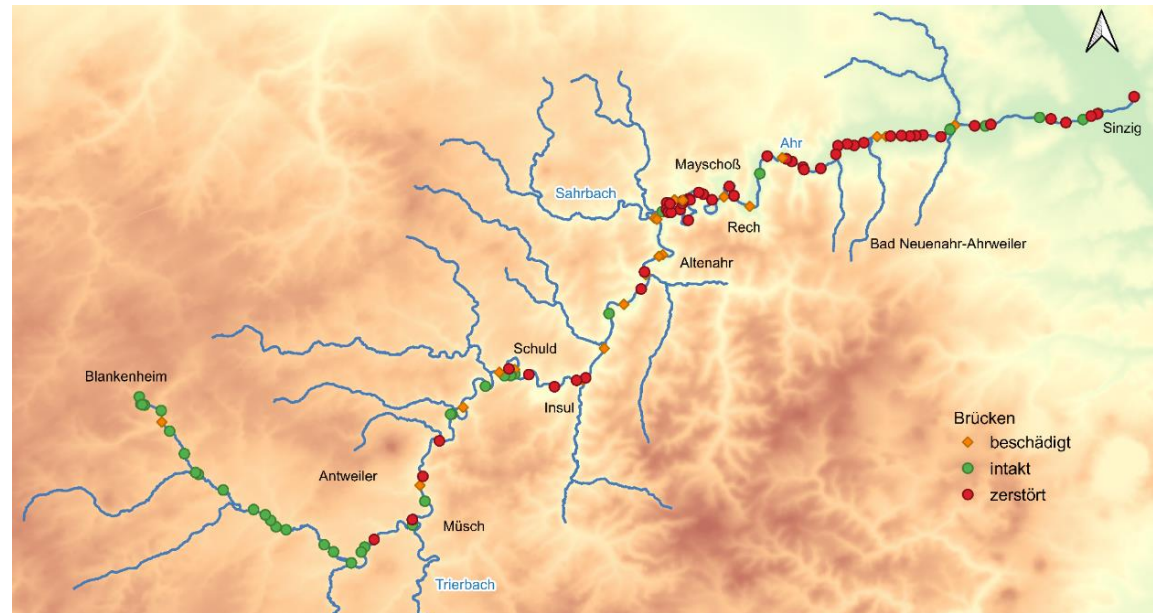 Ahr
Sinzig
Mayschoß
Sahrbach
Rech
Bad Neuenahr-Ahrweiler
Altenahr
Schuld
Blankenheim
Insul
Brücken
beschädigt
intakt
zerstört
Antweiler
Müsch
Trierbach